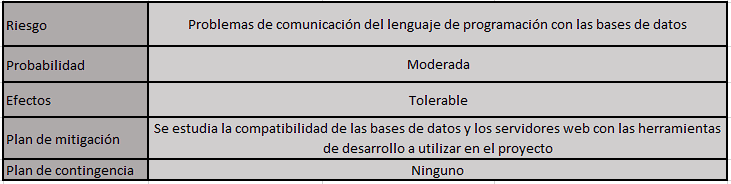 Riesgo
Problemas de comunicación del lenguaje de programación con las bases de datos
Probabilidad
Moderada
Efectos
Tolerable
Plan de mitigación
Se estudia la compatibilidad de las bases de datos y los servidores web con las herramientas
de desarrollo a utilizar en el proyecto
Plan de contingencia
Ninguno